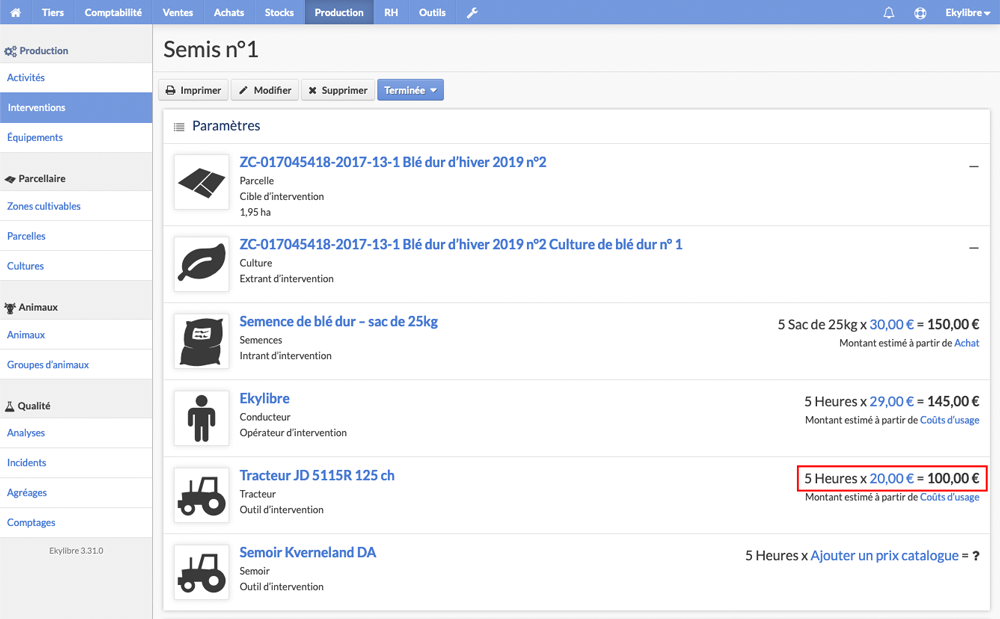 Tiers Comptabilité Ventes Achats Stocks Production RH Outils Ekylibre
Production
Activités
Interventions
Équipements
Parcellaire
Zones cultivables
Parcelles
Cultures
Animaux
Animaux
Groupes d'animaux
Qualité
Analyses
Incidents
Agréages
Comptages
Ekylibre 3.31.0
Semis n°1
Imprimer Modifier Supprimer Terminée
Paramètres
ZC-017045418-2017-13-1 Blé dur d'hiver 2019 n°2 –
Parcelle
Cible d'intervention
1,95 ha
ZC-017045418-2017-13-1 Blé dur d'hiver 2019 n°2 Culture de blé dur n° 1 –
Culture
Extrant d'intervention
Semence de blé dur – sac de 25kg
Semences
Intrant d'intervention
5 Sac de 25kg x 30,00 € = 150,00 €
Montant estimé à partir de Achat
Ekylibre
Conducteur
Opérateur d'intervention
5 Heures x 29,00 € = 145,00 €
Montant estimé à partir de Coûts d'usage
Tracteur JD 5115R 125 ch
Tracteur
Outil d'intervention
5 Heures x 20,00 € = 100,00 €
Montant estimé à partir de Coûts d'usage
Semoir Kverneland DA
Semoir
Outil d'intervention
5 Heures x Ajouter un prix catalogue = ?